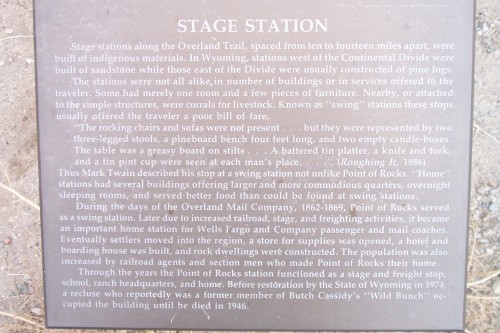 STAGE STATION
Stage stations along the Overland Trail, spaced from ten to fourteen miles apart, were
built of indigenous materials. In Wyoming, stations west of the Continental Divide were
built of sandstone while those east of the Divide were usually constructed of pine logs.
The stations were not all alike in number of buildings or in services offered to the
traveler. Some had merely one room and a few pieces of furniture. Nearby, or attached
to the simple structures, were corrals for livestock. Known as "swing" stations these stops
usually offered the traveler a poor bill of fare.
"The rocking chairs and sofas were not present . . . but they were represented by two
three-legged stools, a pineboard bench four feet long, and two empty candle-boxes.
The table was a greasy board on stilts . . . A battered tin platter, a knife and fork,
and a tin pint cup were seen at each man's place. . . ." (Roughing It, 1886)
Thus Mark Twain described his stop at a swing station not unlike Point of Rocks. "Home"
stations had several buildings offering larger and more commodious quarters, overnight
sleeping rooms, and served better food than could be found at swing stations.
During the days of the Overland Mail Company, 1862-1869, Point of Rocks served
as a swing station. Later due to increased railroad, stage, and freighting activities, it became
an important home station for Wells Fargo and Company passenger and mail coaches.
Eventually settlers moved into the region, a store for supplies was opened, a hotel and
boarding house was built, and rock dwellings were constructed. The population was also
increased by railroad agents and section men who made Point of Rocks their home.
Through the years the Point of Rocks station functioned as a stage and freight stop,
school, ranch headquarters, and home. Before restoration by the State of Wyoming in 1974,
a recluse who reportedly was a former member of Butch Cassidy's "Wild Bunch" oc-
cupied the building until he died in 1946.